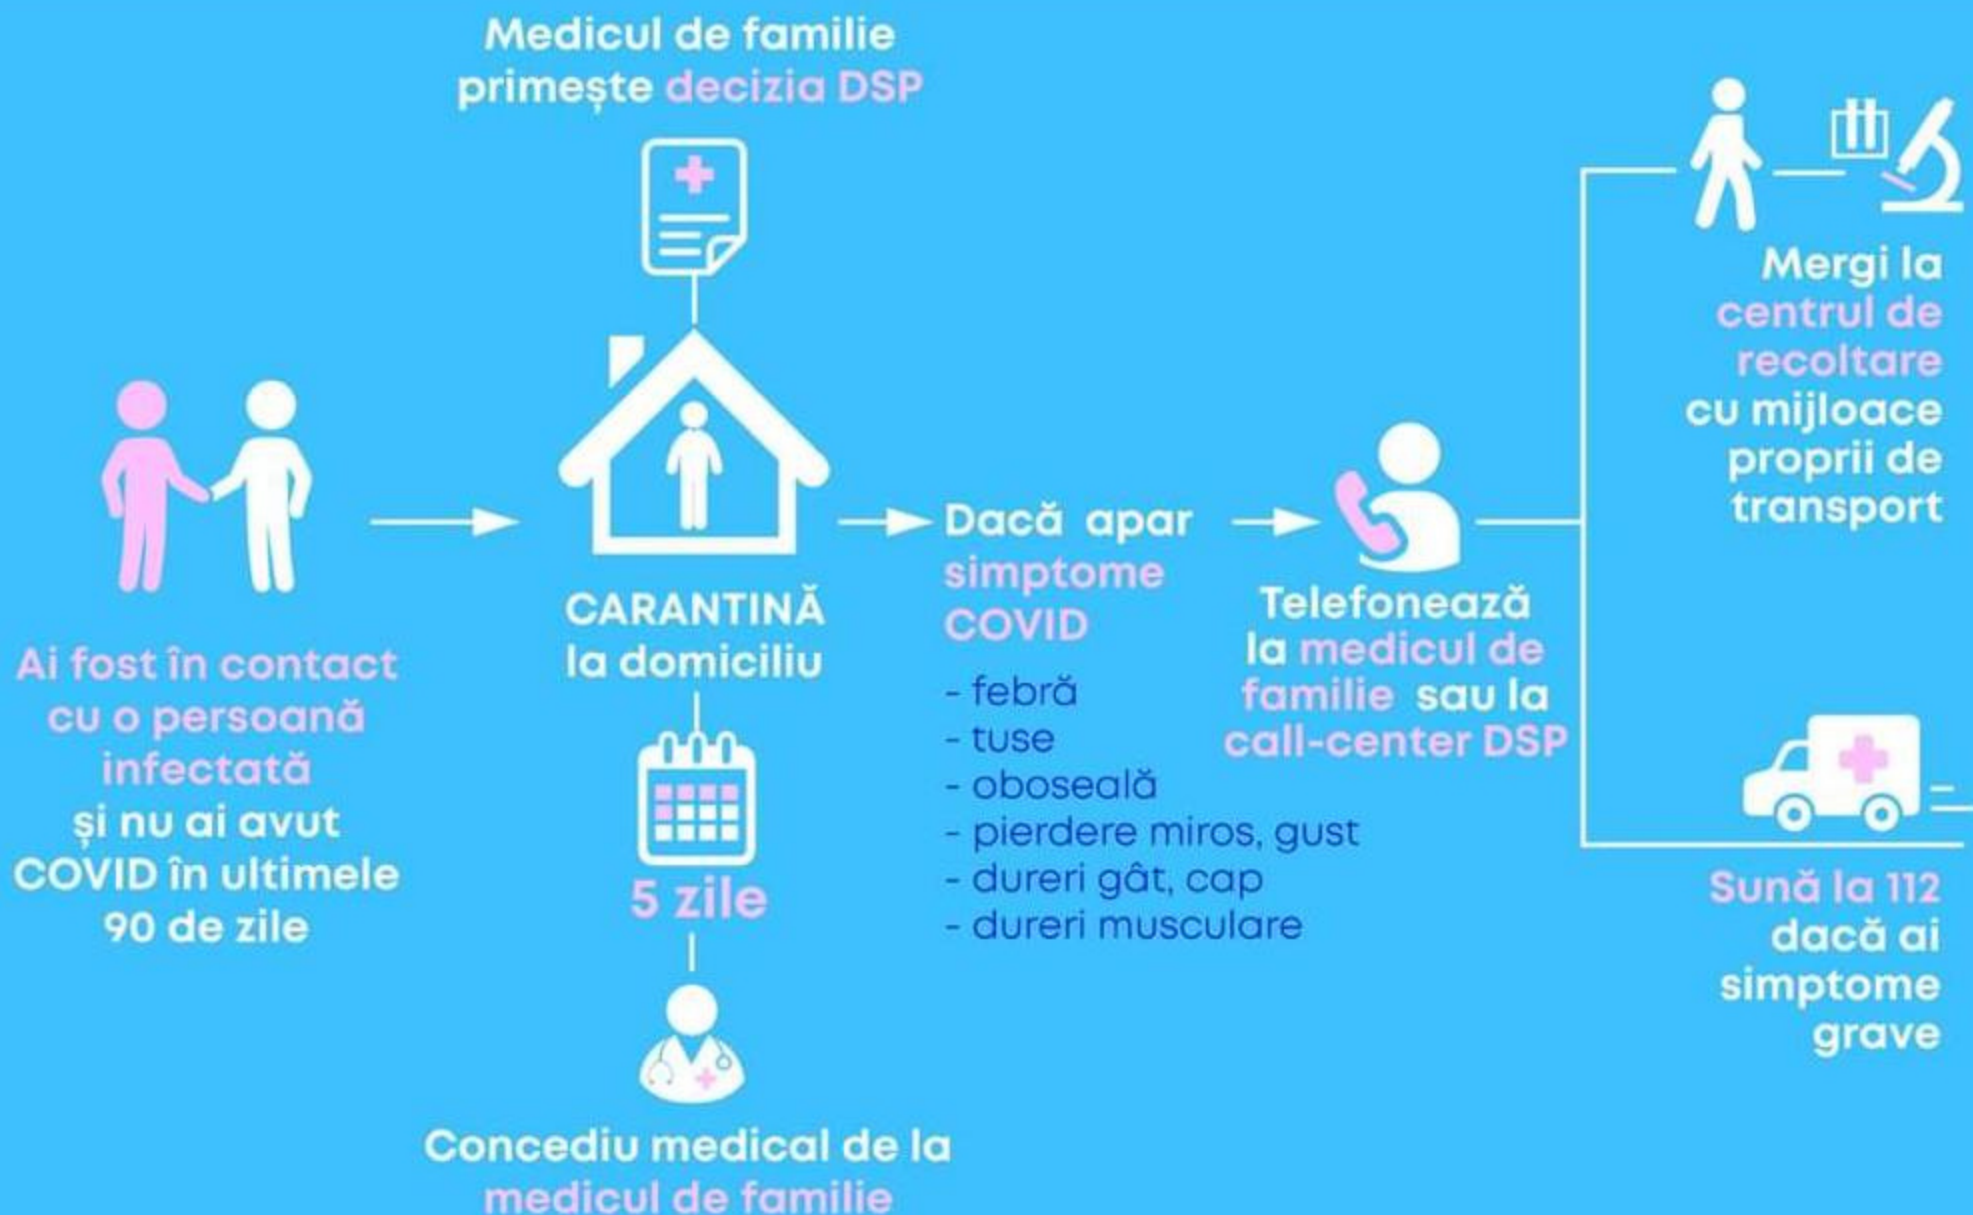 Medicul de familie
primește decizia DSP
Ai fost în contact
cu o persoană
infectată
și nu ai avut
COVID în ultimele
90 de zile
CARANTINĂ
la domiciliu
5 zile
Concediu medical de la
medicul de familie
Dacă apar
simptome
COVID
- febră
- tuse
- oboseală
- pierdere miros, gust
- dureri gât, cap
- dureri musculare
Telefonează
la medicul de
familie sau la
call-center DSP
Mergi la
centrul de
recoltare
cu mijloace
proprii de
transport
Sună la 112
dacă ai
simptome
grave